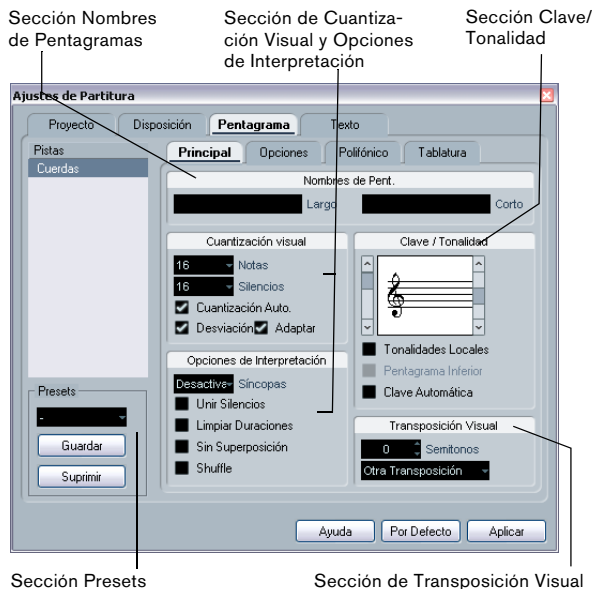 Sección Nombres
de Pentagramas
Sección de Cuantiza-
ción Visual y Opciones
de Interpretación
Sección Clave/
Tonalidad
Ajustes de Partitura
Proyecto
Disposición
Pentagrama
Texto
Pistas
Cuerdas
Principal
Opciones
Polifónico
Tablatura
Nombres de Pent.
Largo
Corto
Cuantización visual
16 Notas
16 Silencios
Cuantización Auto.
Desviación Adaptar
Clave / Tonalidad
Tonalidades Locales
Pentagrama Inferior
Clave Automática
Opciones de Interpretación
Desactiva Síncopas
Unir Silencios
Limpiar Duraciones
Sin Superposición
Shuffle
Transposición Visual
0 Semitonos
Otra Transposición
Presets
-
Guardar
Suprimir
Ayuda
Por Defecto
Aplicar
Sección Presets
Sección de Transposición Visual